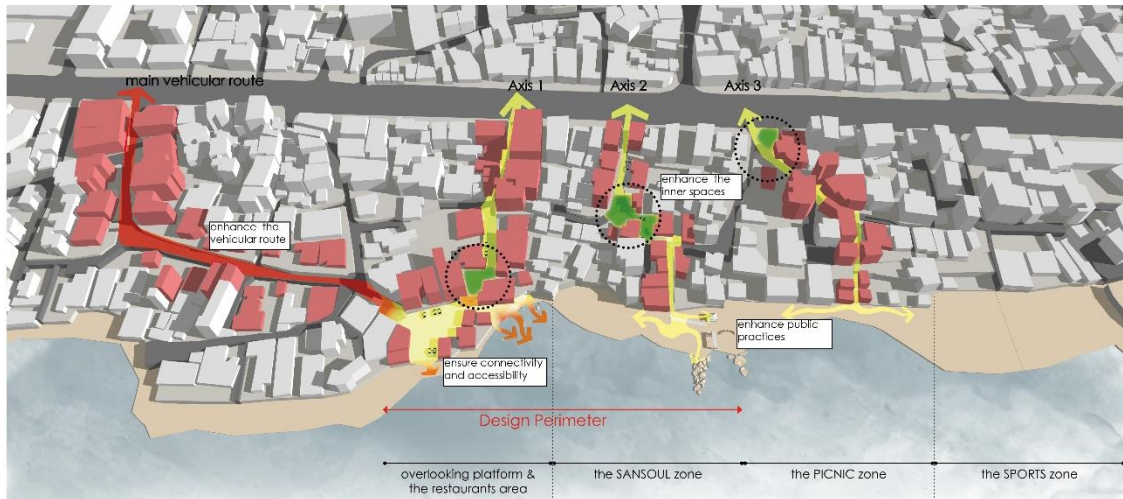 main vehicular route
Axis 1
Axis 2
Axis 3
enhance The
inner spaces
enhance The
vehicular route
enhance public
practices
ensure connectivity
and accessibility
Design Perimeter
overlooking platform &
the restaurants area
the SANSOUL zone
the PICNIC zone
the SPORTS zone